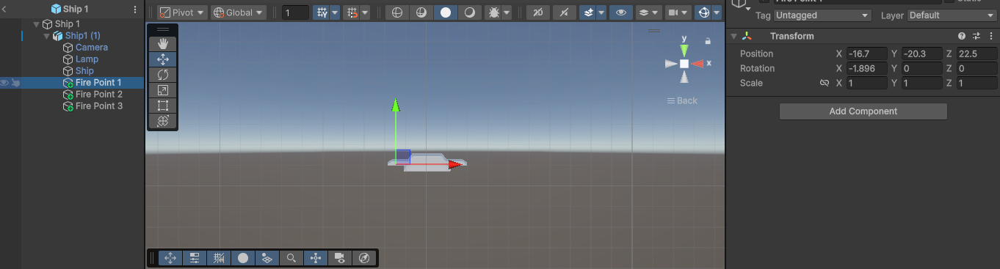 Ship 1
Ship 1
Ship1 (1)
Camera
Lamp
Ship
Fire Point 1
Fire Point 2
Fire Point 3
Pivot
Global
1
2D
y
x
Back
Tag Untagged
Layer Default
Transform
Position X -16.7 Y -20.3 Z 22.5
Rotation X -1.896 Y 0 Z 0
Scale X 1 Y 1 Z 1
Add Component